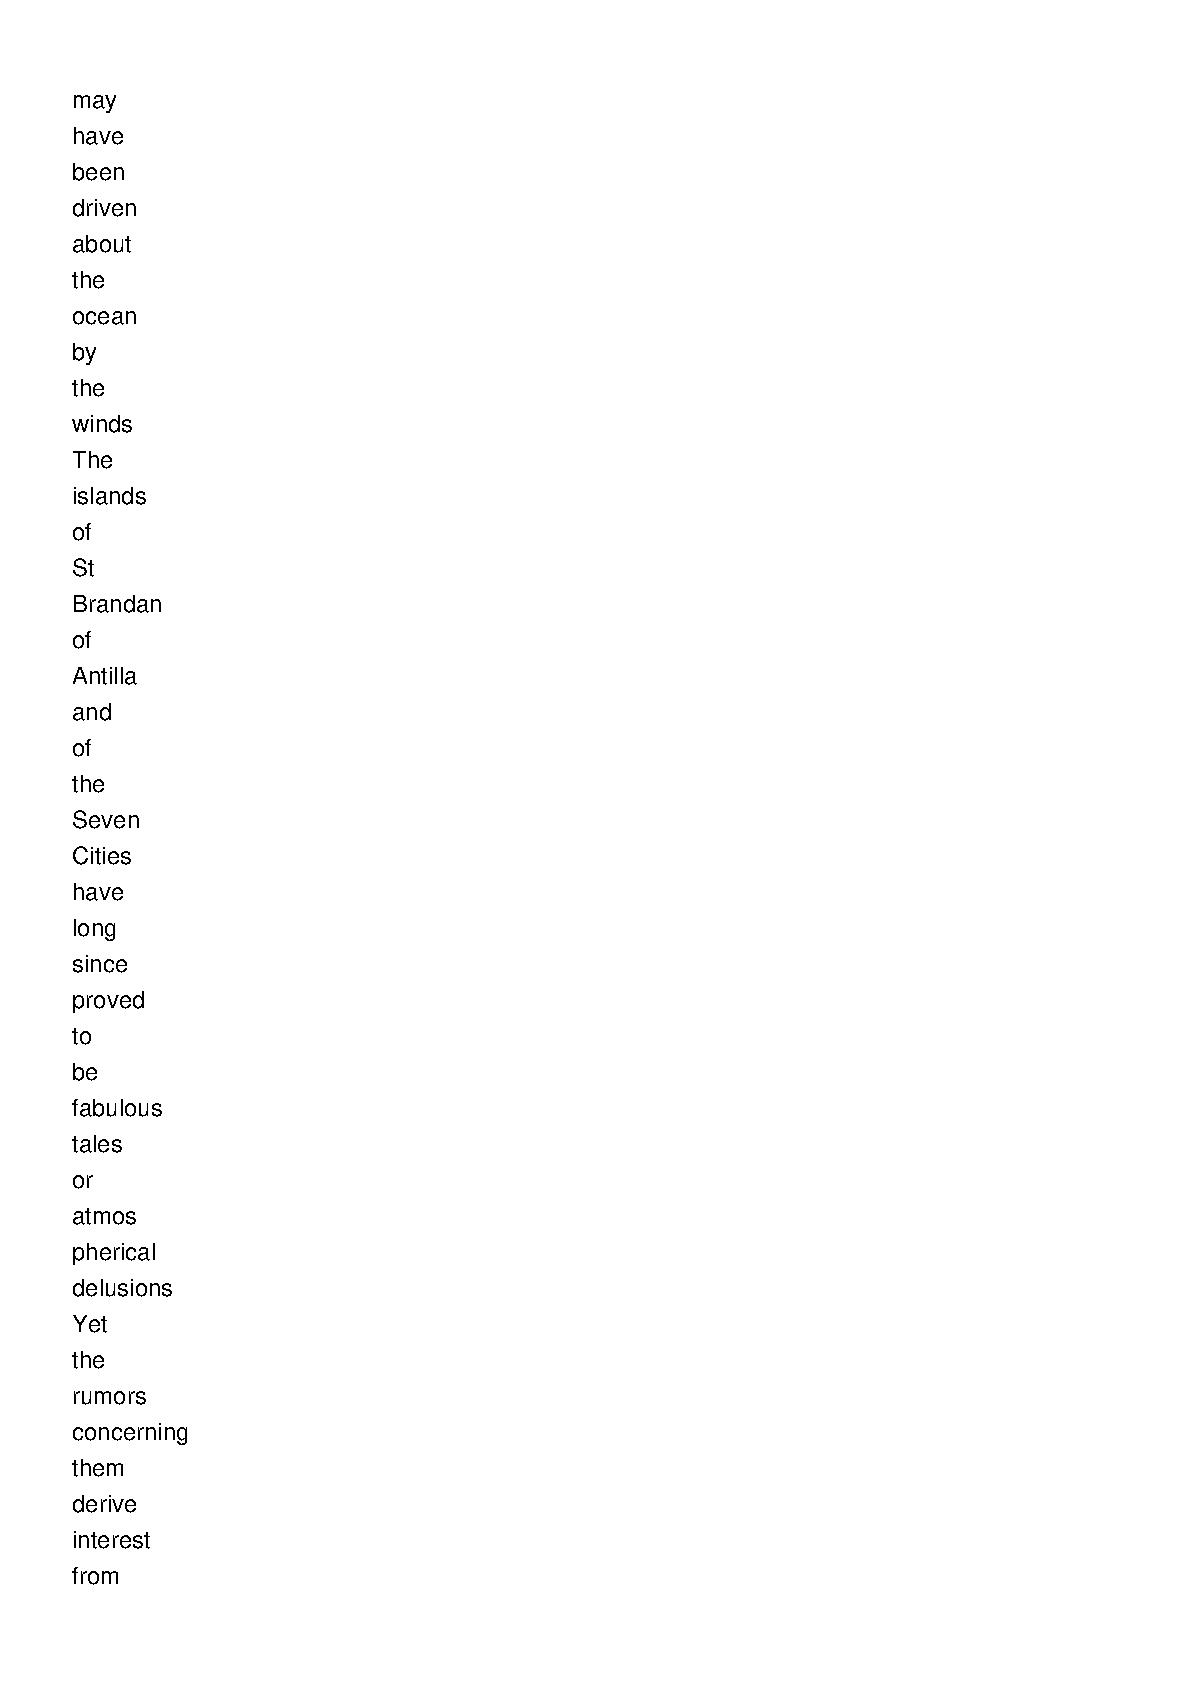 may
have
been
driven
about
the
ocean
by
the
winds
The
islands
of
St
Brandan
of
Antilla
and
of
the
Seven
Cities
have
long
since
proved
to
be
fabulous
tales
or
atmos
pherical
delusions
Yet
the
rumors
concerning
them
derive
interest
from